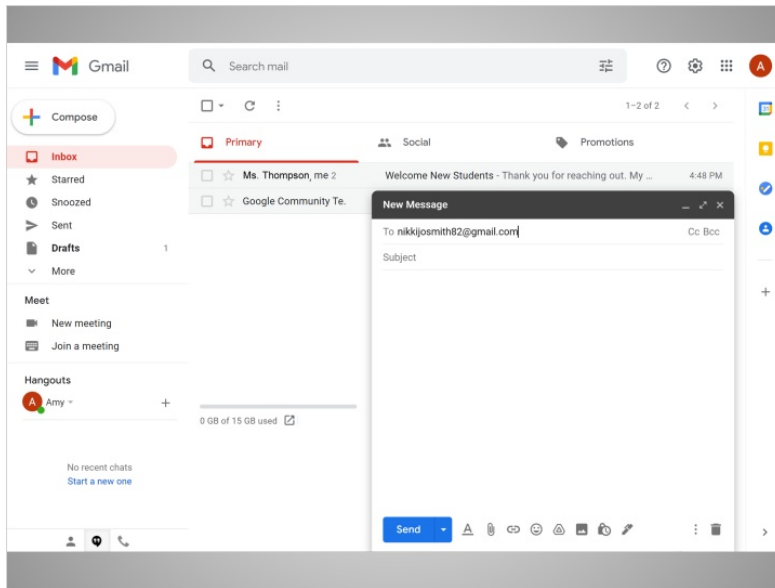 Gmail
Search mail
A
Compose
1–2 of 2
31
Primary
Social
Promotions
Inbox
Starred
Snoozed
Sent
Drafts 1
More
Ms. Thompson, me 2 Welcome New Students - Thank you for reaching out. My ... 4:48 PM
Google Community Te.
New Message
To nikkijosmith82@gmail.com Cc Bcc
Subject
Meet
New meeting
Join a meeting
Hangouts
A Amy
0 GB of 15 GB used
No recent chats
Start a new one
Send
A